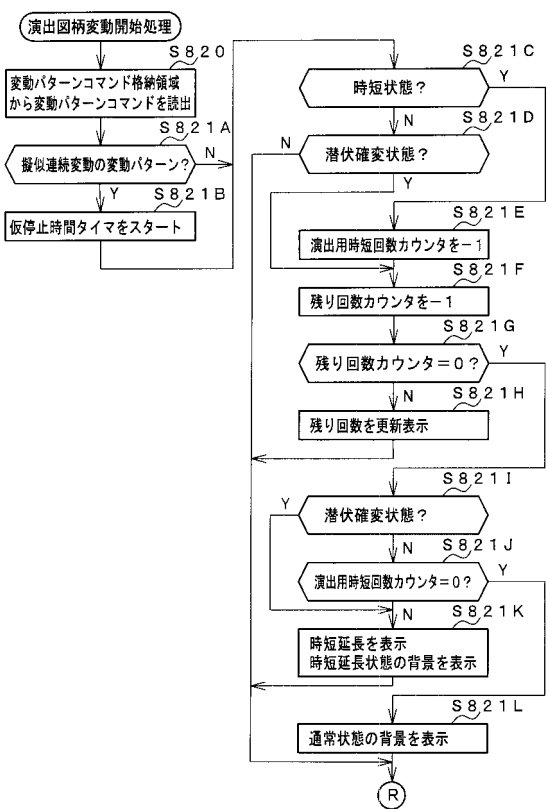 演出図柄変動開始処理
S820
変動パターンコマンド格納領域
から変動パターンコマンドを読出
S821A
擬似連続変動の変動パターン?
N
Y
S821B
仮停止時間タイマをスタート
S821C
時短状態?
Y
N
S821D
N
潜伏確変状態?
Y
S821E
演出用時短回数カウンタを−1
S821F
残り回数カウンタを−1
S821G
残り回数カウンタ=0?
Y
N
S821H
残り回数を更新表示
S821I
Y
潜伏確変状態?
N
S821J
演出用時短回数カウンタ=0?
Y
N
S821K
時短延長を表示
時短延長状態の背景を表示
S821L
通常状態の背景を表示
R